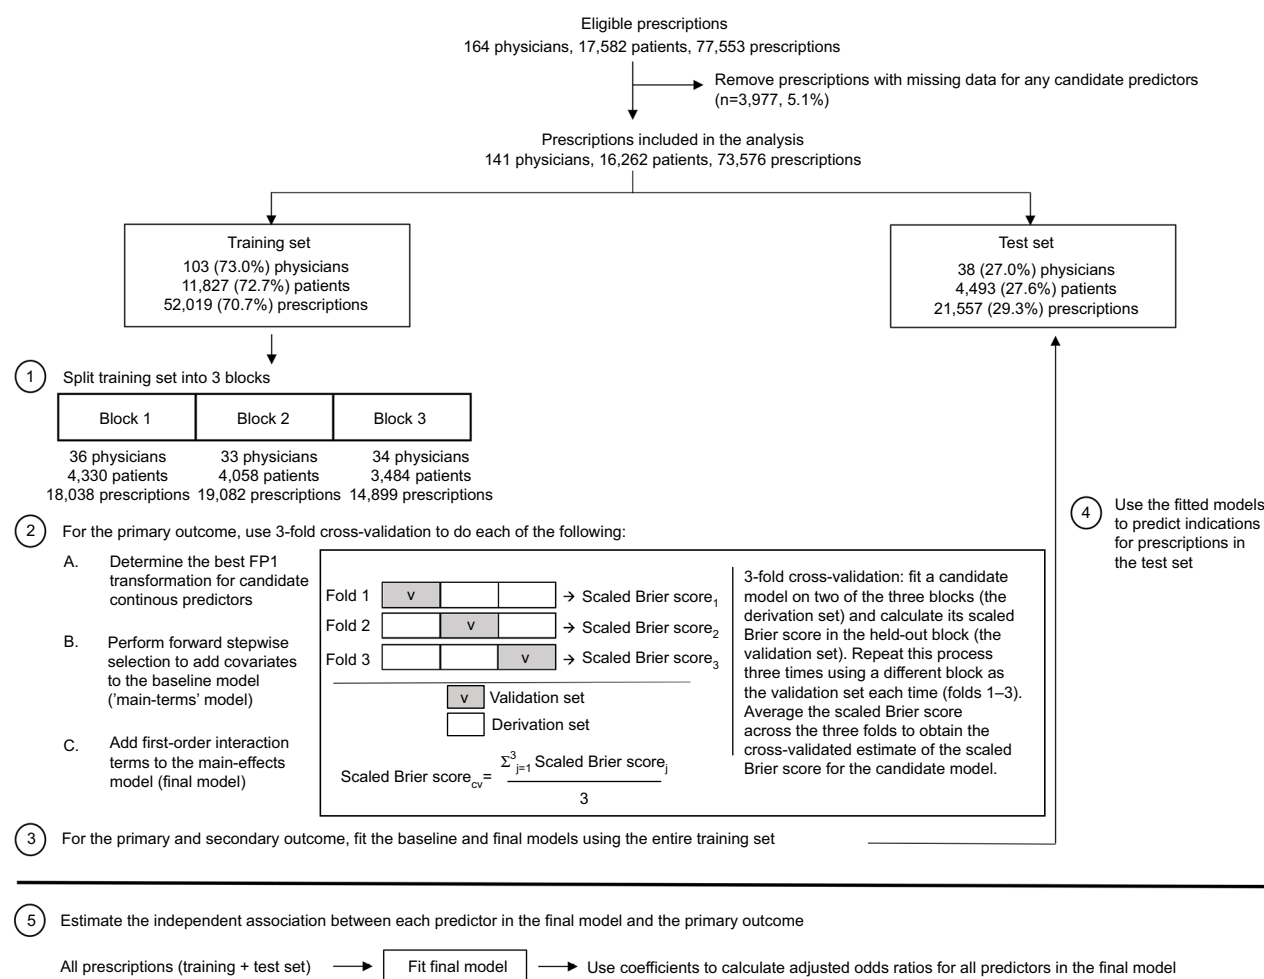 Eligible prescriptions
164 physicians, 17,582 patients, 77,553 prescriptions
Remove prescriptions with missing data for any candidate predictors
(n=3,977, 5.1%)
Prescriptions included in the analysis
141 physicians, 16,262 patients, 73,576 prescriptions
Training set
103 (73.0%) physicians
11,827 (72.7%) patients
52,019 (70.7%) prescriptions
Test set
38 (27.0%) physicians
4,493 (27.6%) patients
21,557 (29.3%) prescriptions
1 Split training set into 3 blocks
Block 1 Block 2 Block 3
36 physicians
4,330 patients
18,038 prescriptions
33 physicians
4,058 patients
19,082 prescriptions
34 physicians
3,484 patients
14,899 prescriptions
2 For the primary outcome, use 3-fold cross-validation to do each of the following:
A. Determine the best FP1
transformation for candidate
continous predictors
B. Perform forward stepwise
selection to add covariates
to the baseline model
('main-terms' model)
C. Add first-order interaction
terms to the main-effects
model (final model)
Fold 1 v → Scaled Brier score1
Fold 2 v → Scaled Brier score2
Fold 3 v → Scaled Brier score3
v Validation set
Derivation set
Scaled Brier scorecv= Σ3j=1 Scaled Brier scorej
3
3-fold cross-validation: fit a candidate
model on two of the three blocks (the
derivation set) and calculate its scaled
Brier score in the held-out block (the
validation set). Repeat this process
three times using a different block as
the validation set each time (folds 1–3).
Average the scaled Brier score
across the three folds to obtain the
cross-validated estimate of the scaled
Brier score for the candidate model.
3 For the primary and secondary outcome, fit the baseline and final models using the entire training set
4 Use the fitted models
to predict indications
for prescriptions in
the test set
5 Estimate the independent association between each predictor in the final model and the primary outcome
All prescriptions (training + test set) Fit final model Use coefficients to calculate adjusted odds ratios for all predictors in the final model